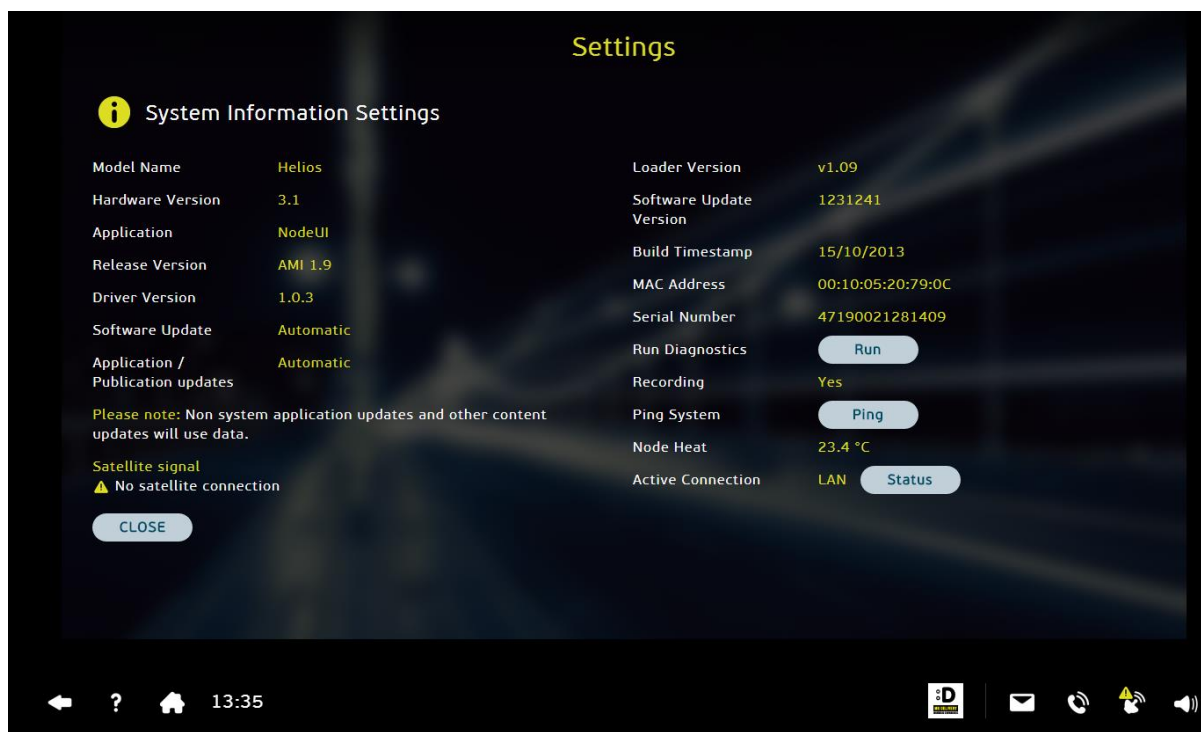 Settings
System Information Settings
Model Name Helios
Hardware Version 3.1
Application NodeUI
Release Version AMI 1.9
Driver Version 1.0.3
Software Update Automatic
Application / Automatic
Publication updates
Please note: Non system application updates and other content
updates will use data.
Satellite signal
No satellite connection
CLOSE
Loader Version v1.09
Software Update 1231241
Version
Build Timestamp 15/10/2013
MAC Address 00:10:05:20:79:0C
Serial Number 47190021281409
Run Diagnostics Run
Recording Yes
Ping System Ping
Node Heat 23.4 °C
Active Connection LAN Status
? 13:35
:D